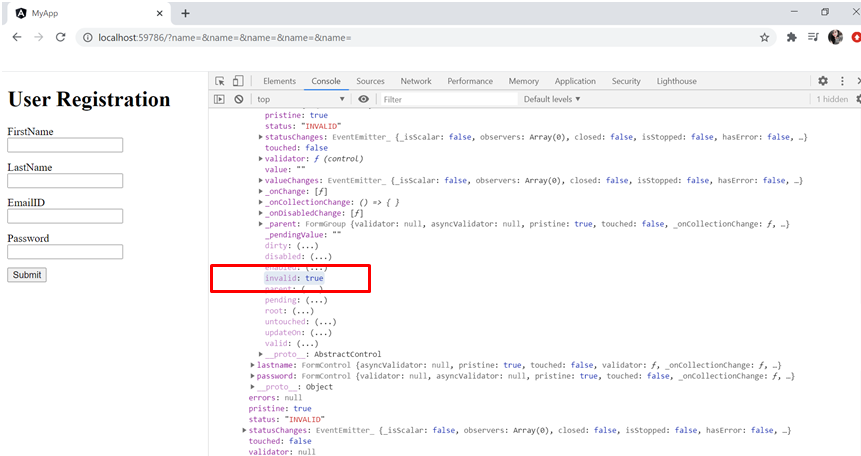 MyApp
localhost:59786/?name=&name=&name=&name=&name=
Elements Console Sources Network Performance Memory Application Security Lighthouse
top Filter Default levels 1 hidden
User Registration
FirstName
LastName
EmailID
Password
Submit
pristine: true
status: "INVALID"
statusChanges: EventEmitter_ {_isScalar: false, observers: Array(0), closed: false, isStopped: false, hasError: false, …}
touched: false
validator: ƒ (control)
value: ""
valueChanges: EventEmitter_ {_isScalar: false, observers: Array(0), closed: false, isStopped: false, hasError: false, …}
_onChange: [ƒ]
_onCollectionChange: () => { }
_onDisabledChange: [ƒ]
_parent: FormGroup {validator: null, asyncValidator: null, pristine: true, touched: false, _onCollectionChange: ƒ, …}
_pendingValue: ""
dirty: (...)
disabled: (...)
enabled: (...)
invalid: true
parent: (...)
pending: (...)
root: (...)
untouched: (...)
updateOn: (...)
valid: (...)
__proto__: AbstractControl
lastname: FormControl {asyncValidator: null, pristine: true, touched: false, validator: ƒ, _onCollectionChange: ƒ, …}
password: FormControl {validator: null, asyncValidator: null, pristine: true, touched: false, _onCollectionChange: ƒ, …}
__proto__: Object
errors: null
pristine: true
status: "INVALID"
statusChanges: EventEmitter_ {_isScalar: false, observers: Array(0), closed: false, isStopped: false, hasError: false, …}
touched: false
validator: null